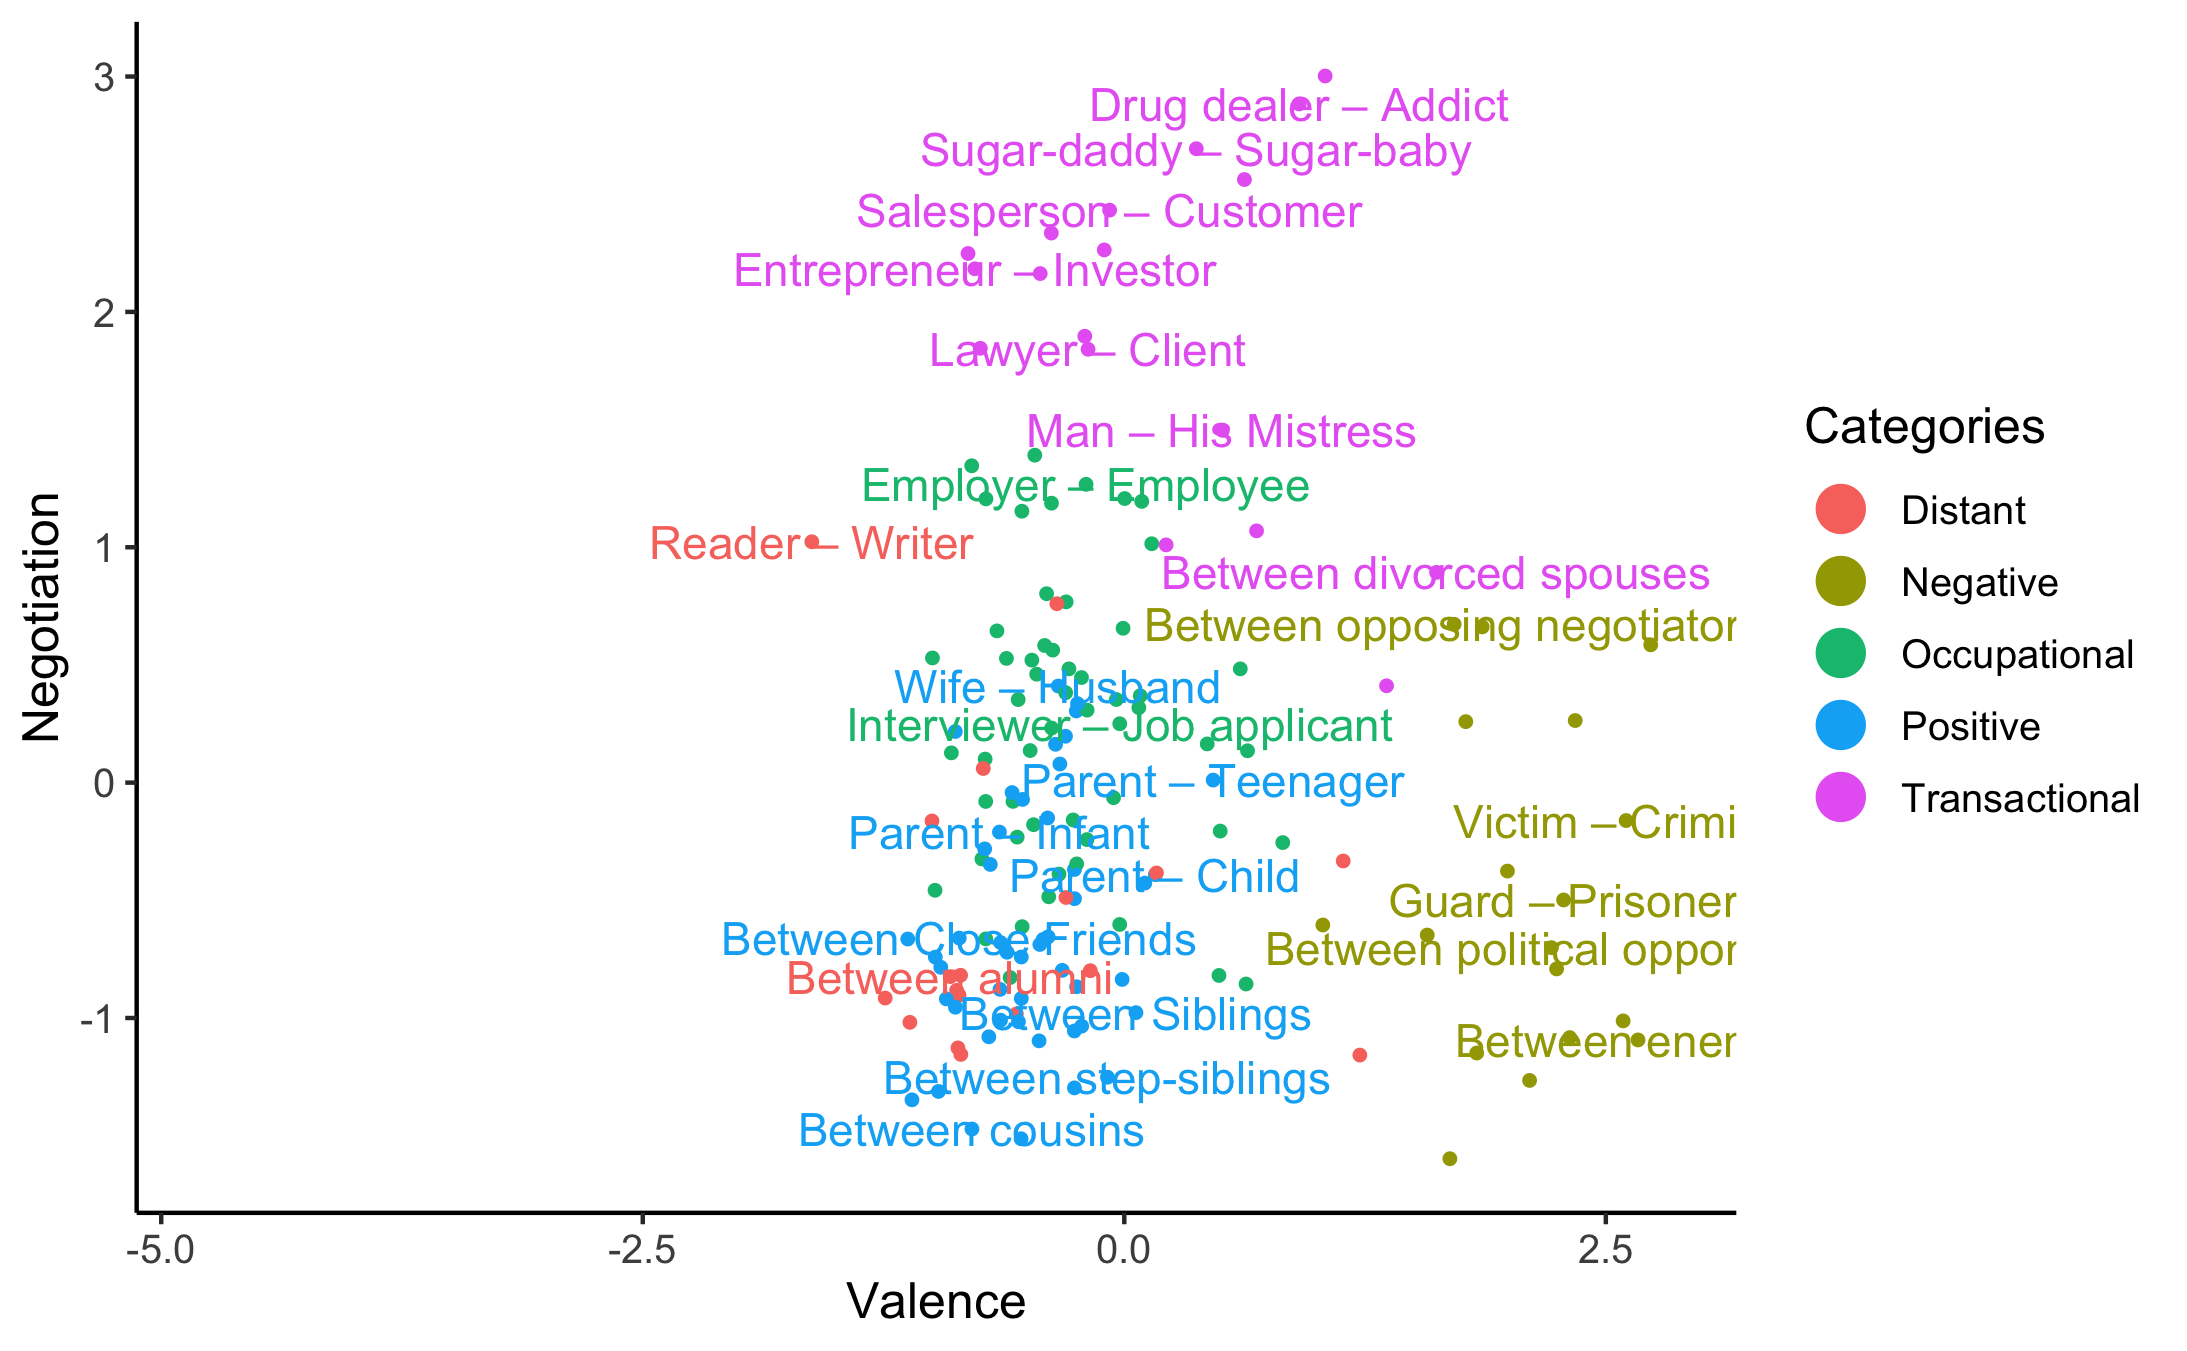 3
Drug dealer – Addict
Sugar-daddy – Sugar-baby
Salesperson – Customer
Entrepreneur – Investor
2
Lawyer – Client
Man – His Mistress
Employer – Employee
Reader – Writer
1
Between divorced spouses
Between opposing negotiator
Wife – Husband
Interviewer – Job applicant
Parent – Teenager
0
Victim – Crimi
Parent – Infant
Parent – Child
Guard – Prisoner
Between Close Friends
Between political oppor
Between alumni
Between Siblings
-1
Between ener
Between step-siblings
Between cousins
-5.0
-2.5
0.0
2.5
Valence
Negotiation
Categories
Distant
Negative
Occupational
Positive
Transactional